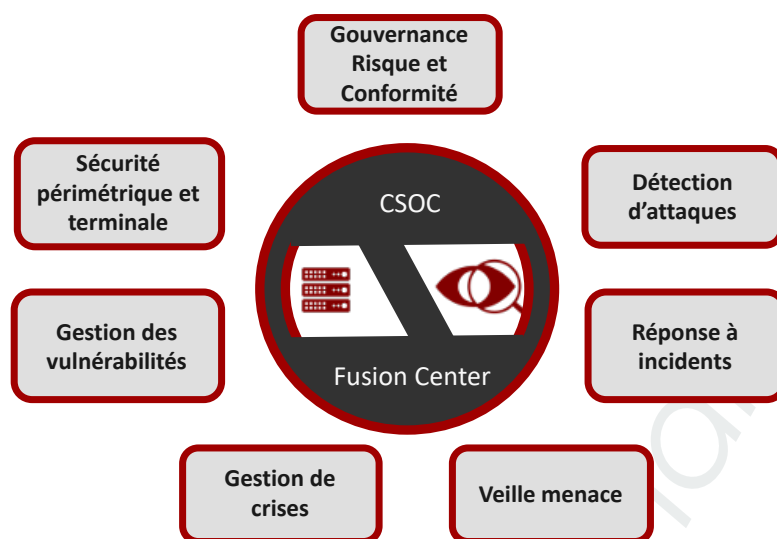 Gouvernance
Risque et
Conformité
Sécurité
périmétrique et
terminale
CSOC
Détection
d’attaques
Gestion des
vulnérabilités
Réponse à
incidents
Fusion Center
Gestion de
crises
Veille menace